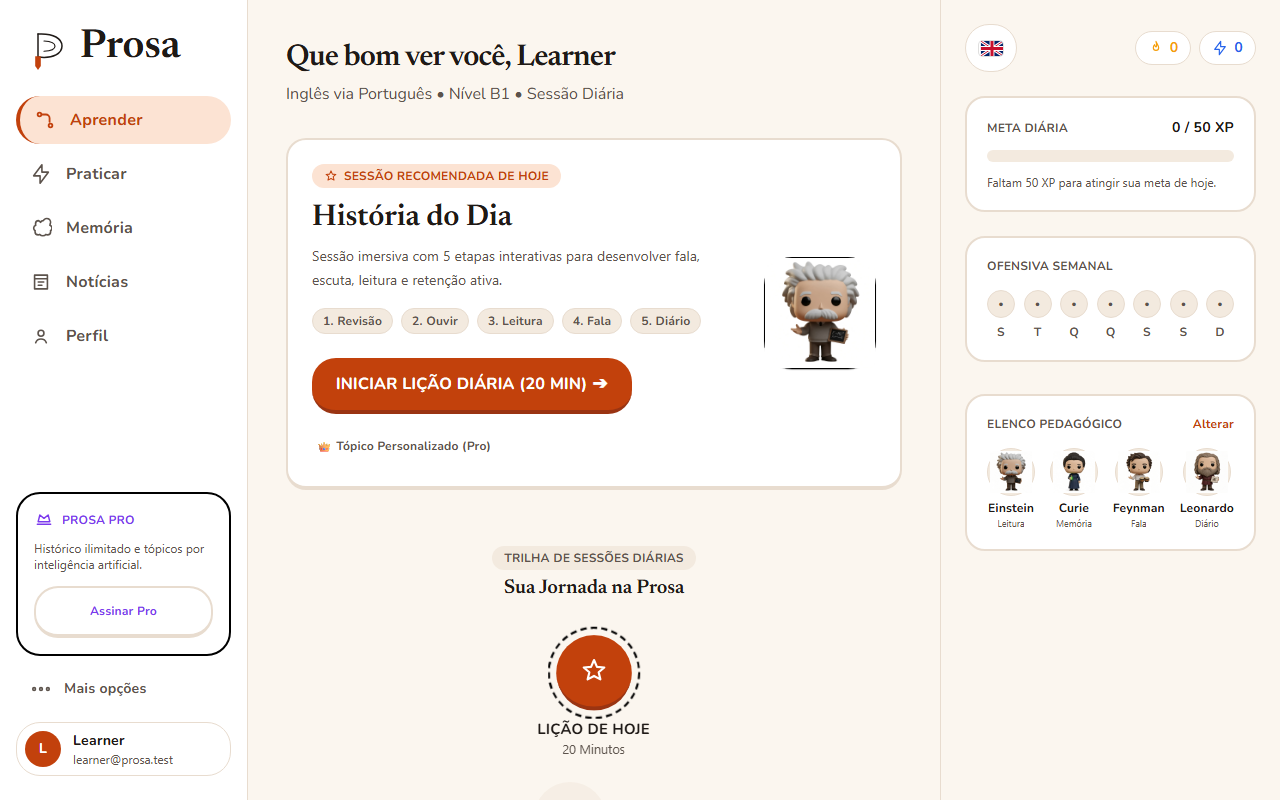 Prosa
Aprender
Praticar
Memória
Notícias
Perfil
PROSA PRO
Histórico ilimitado e tópicos por
inteligência artificial.
Assinar Pro
Mais opções
L
Learner
learner@prosa.test
Que bom ver você, Learner
Inglês via Português • Nível B1 • Sessão Diária
SESSÃO RECOMENDADA DE HOJE
História do Dia
Sessão imersiva com 5 etapas interativas para desenvolver fala,
escuta, leitura e retenção ativa.
1. Revisão
2. Ouvir
3. Leitura
4. Fala
5. Diário
INICIAR LIÇÃO DIÁRIA (20 MIN) ➔
Tópico Personalizado (Pro)
TRILHA DE SESSÕES DIÁRIAS
Sua Jornada na Prosa
LIÇÃO DE HOJE
20 Minutos
0
0
META DIÁRIA
0 / 50 XP
Faltam 50 XP para atingir sua meta de hoje.
OFENSIVA SEMANAL
• • • • • • •
S T Q Q S S D
ELENCO PEDAGÓGICO
Alterar
Einstein
Leitura
Curie
Memória
Feynman
Fala
Leonardo
Diário